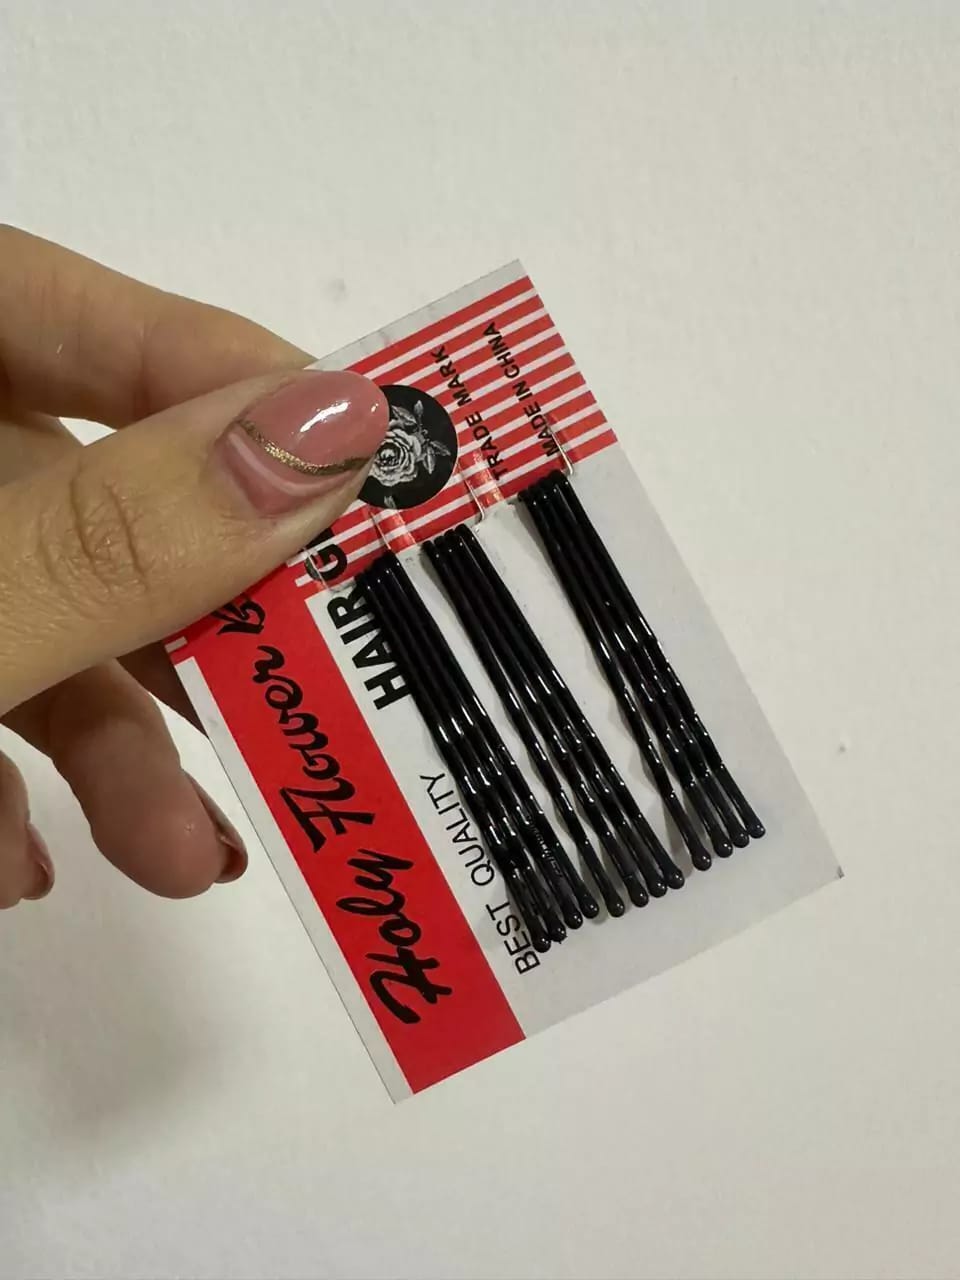 Holy Flower
HAIR
BEST QUALITY
TRADE MARK
MADE IN CHINA